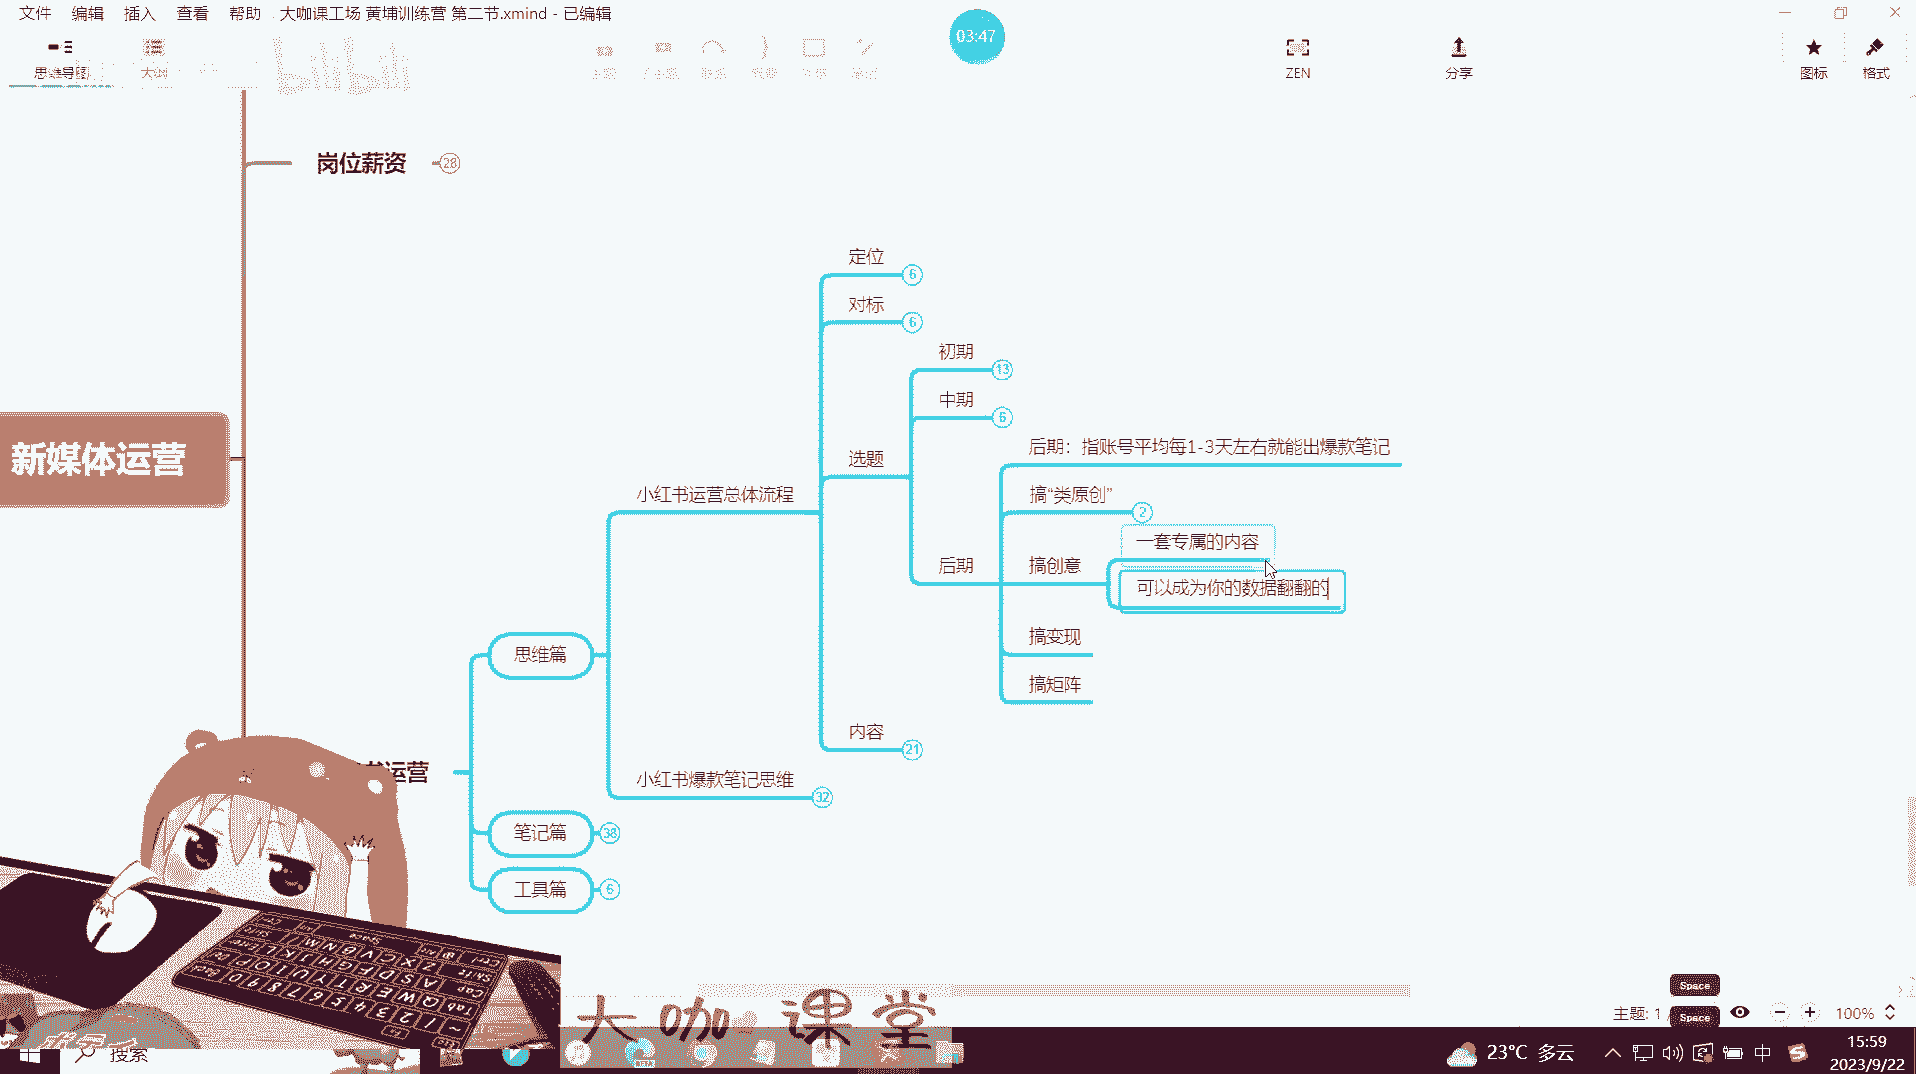 文件 编辑 插入 查看 帮助 大咖课工场 黄埔训练营 第二节.xmind - 已编辑
03:47
思维导图
大纲
bilibili
ZEN
分享
图标
格式
岗位薪资 28
定位 6
对标 6
初期 13
中期 6
后期：指账号平均每1-3天左右就能出爆款笔记
选题
小红书运营总体流程
搞“类原创” 2
一套专属的内容
后期
搞创意
可以成为你的数据翻翻的
新媒体运营
搞变现
思维篇
搞矩阵
内容 21
书运营
小红书爆款笔记思维 32
笔记篇 38
工具篇 6
大咖课堂
Space
主题: 1
Space
100%
搜索
23°C 多云
中
15:59
2023/9/22